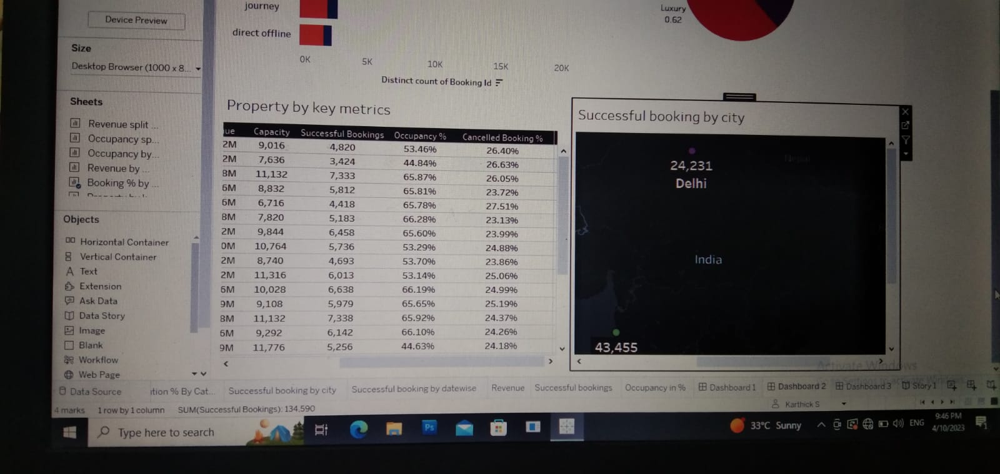 journey
direct offline
Luxury
0.62
0K 5K 10K 15K 20K
Distinct count of Booking Id
Device Preview
Size
Desktop Browser (1000 x 8...
Sheets
Revenue split ...
Occupancy sp...
Occupancy by...
Revenue by ...
Booking % by ...
Objects
Horizontal Container
Vertical Container
Text
Extension
Ask Data
Data Story
Image
Blank
Workflow
Web Page
Property by key metrics
ue Capacity Successful Bookings Occupancy % Cancelled Booking %
2M 9,016 4,820 53.46% 26.40%
2M 7,636 3,424 44.84% 26.63%
8M 11,132 7,333 65.87% 26.05%
6M 8,832 5,812 65.81% 23.72%
6M 6,716 4,418 65.78% 27.51%
8M 7,820 5,183 66.28% 23.13%
2M 9,844 6,458 65.60% 23.99%
0M 10,764 5,736 53.29% 24.88%
2M 8,740 4,693 53.70% 23.86%
2M 11,316 6,013 53.14% 25.06%
6M 10,028 6,638 66.19% 24.99%
9M 9,108 5,979 65.65% 25.19%
8M 11,132 7,338 65.92% 24.37%
6M 9,292 6,142 66.10% 24.26%
9M 11,776 5,256 44.63% 24.18%
Successful booking by city
Nepal
24,231
Delhi
India
43,455
Activate Windows
Data Source ition % By Cat... Successful booking by city Successful booking by datewise Revenue Successful bookings Occupancy in % Dashboard 1 Dashboard 2 Dashboard 3 Story 1
4 marks 1 row by 1 column SUM(Successful Bookings): 134,590 Karthick S
Type here to search Ps 33°C Sunny ENG 9:46 PM
4/10/2023